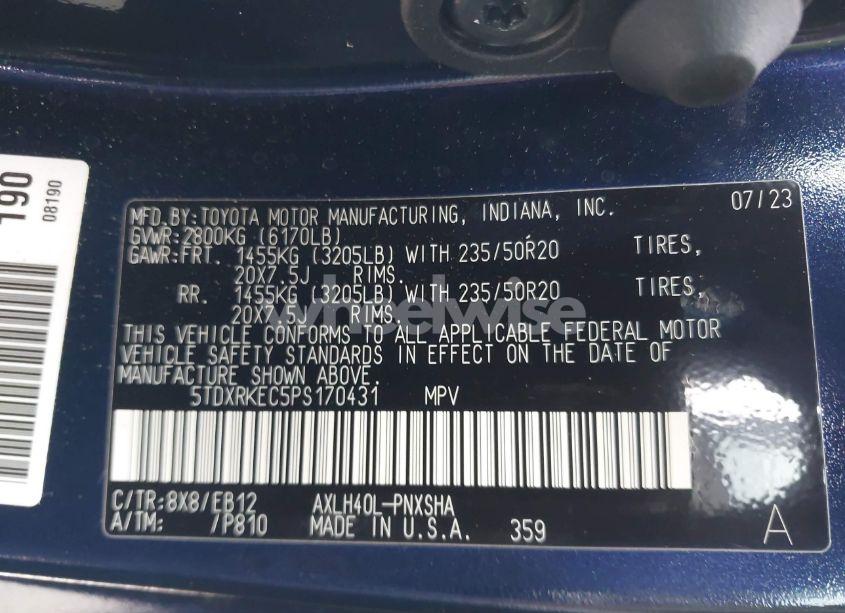 190
08190
MFD.BY:TOYOTA MOTOR MANUFACTURING, INDIANA, INC. 07/23
GVWR:2800KG (6170LB)
GAWR:FRT. 1455KG (3205LB) WITH 235/50R20 TIRES,
20X7.5J RIMS.
RR. 1455KG (3205LB) WITH 235/50R20 TIRES,
20X7.5J RIMS.
wheelwise
THIS VEHICLE CONFORMS TO ALL APPLICABLE FEDERAL MOTOR
VEHICLE SAFETY STANDARDS IN EFFECT ON THE DATE OF
MANUFACTURE SHOWN ABOVE.
5TDXRKEC5PS170431 MPV
C/TR:8X8/EB12 AXLH40L-PNXSHA
A/TM: /P810 MADE IN U.S.A. 359 A